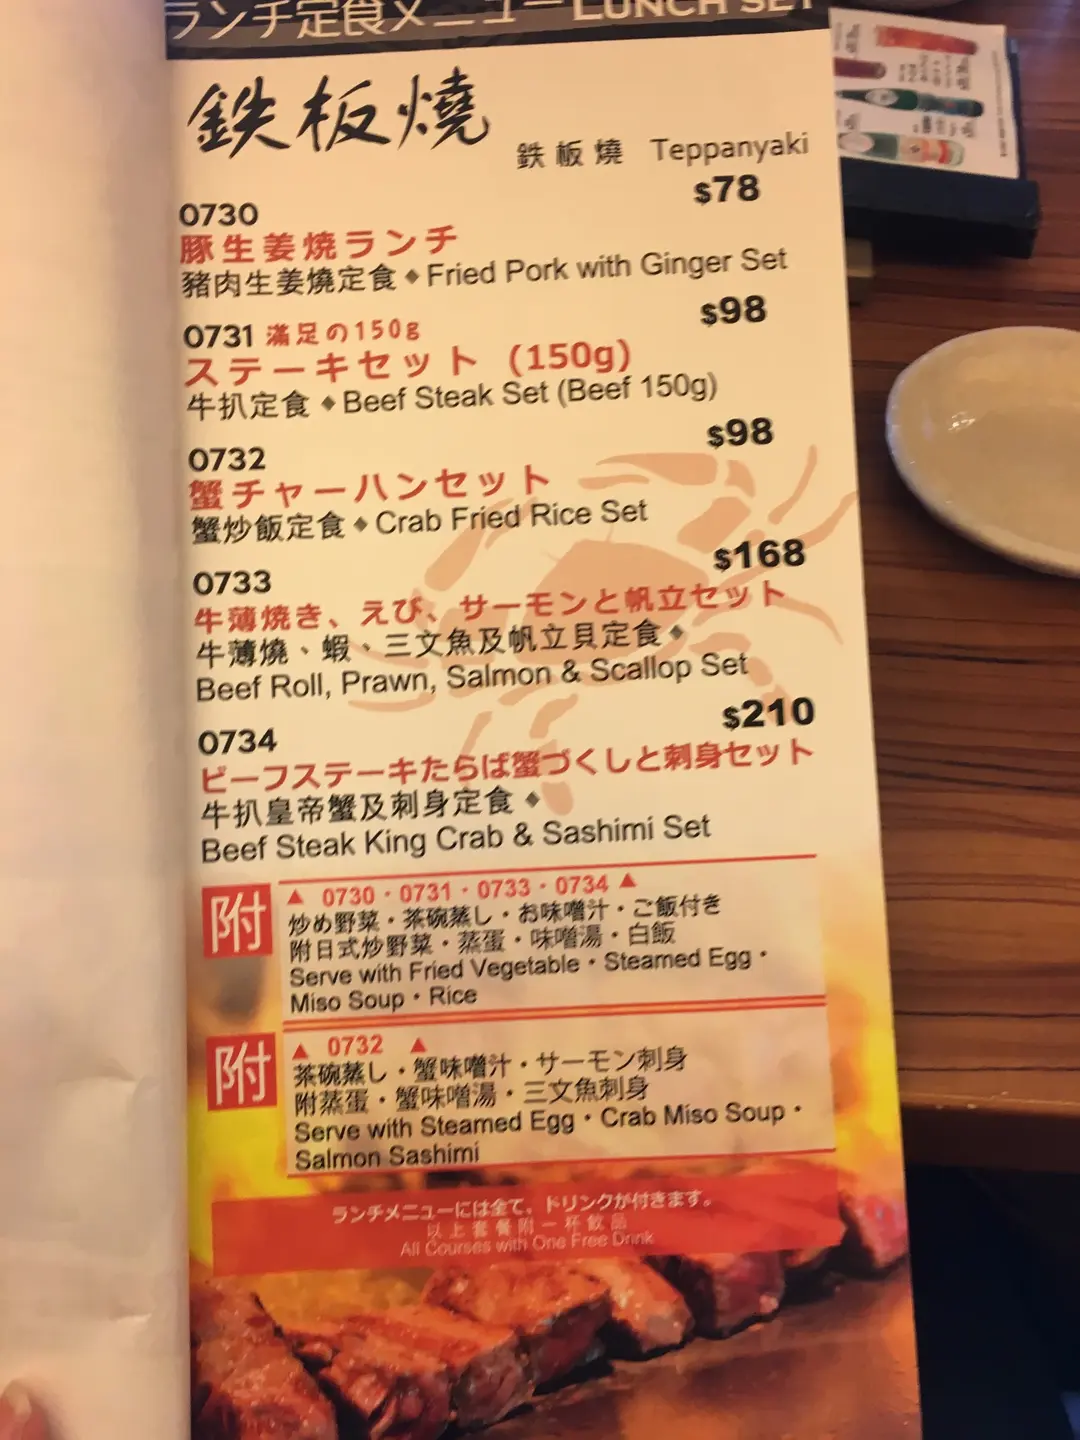 ランチ定食メニュー LUNCH SET
鉄板燒
鉄板燒 Teppanyaki
0730 $78
豚生姜焼ランチ
豬肉生姜燒定食◆Fried Pork with Ginger Set
0731 滿足の150g $98
ステーキセット (150g)
牛扒定食◆Beef Steak Set (Beef 150g)
0732 $98
蟹チャーハンセット
蟹炒飯定食◆Crab Fried Rice Set
0733 $168
牛薄焼き、えび、サーモンと帆立セット
牛薄燒、蝦、三文魚及帆立貝定食◆
Beef Roll, Prawn, Salmon & Scallop Set
0734 $210
ビーフステーキたらば蟹づくしと刺身セット
牛扒皇帝蟹及刺身定食◆
Beef Steak King Crab & Sashimi Set
附
▲ 0730・0731・0733・0734 ▲
炒め野菜・茶碗蒸し・お味噌汁・ご飯付き
附日式炒野菜・蒸蛋・味噌湯・白飯
Serve with Fried Vegetable・Steamed Egg・
Miso Soup・Rice
附
▲ 0732 ▲
茶碗蒸し・蟹味噌汁・サーモン刺身
附蒸蛋・蟹味噌湯・三文魚刺身
Serve with Steamed Egg・Crab Miso Soup・
Salmon Sashimi
ランチメニューには全て、ドリンクが付きます。
以上套餐附一杯飲品
All Courses with One Free Drink